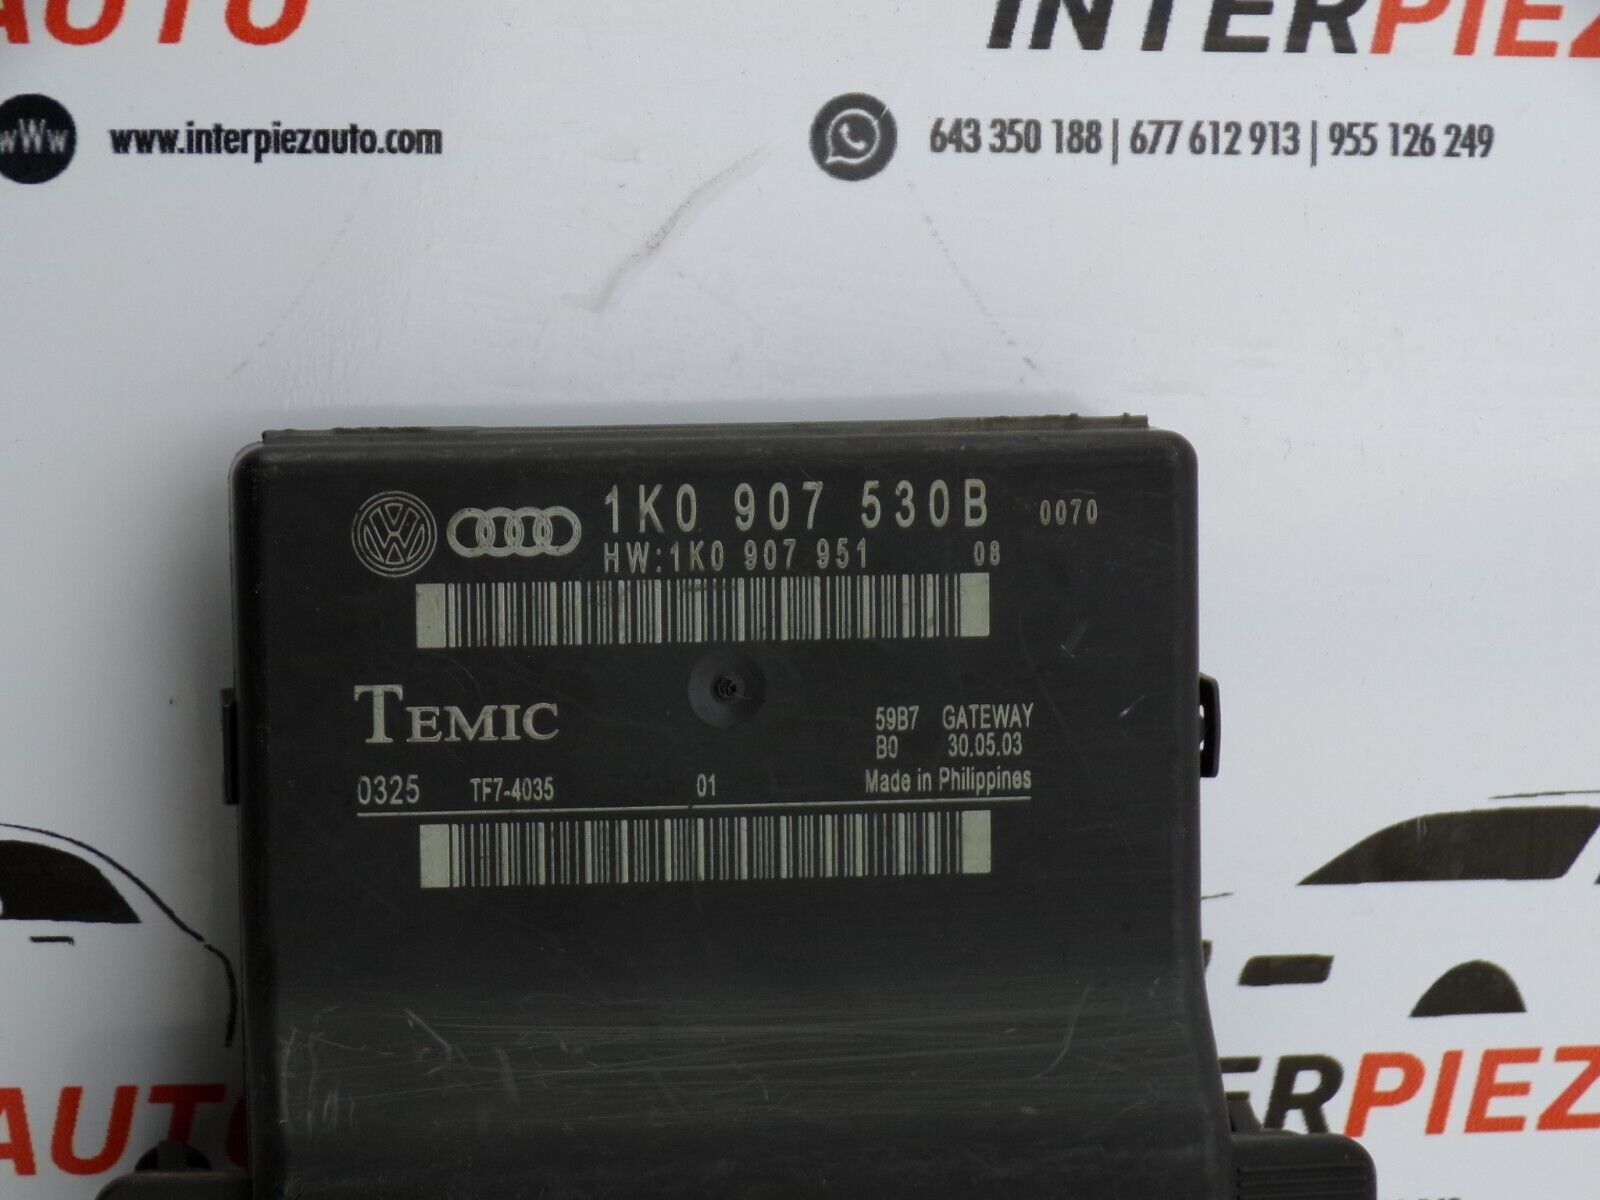 AUTO INTERPIEZ
www www.interpiezauto.com 643 350 188 | 677 612 913 | 955 126 249
1K0 907 530B 0070
HW:1K0 907 951 08
TEMIC
59B7 GATEWAY
B0 30.05.03
0325 TF7-4035 01 Made in Philippines
AUTO ERPIEZ